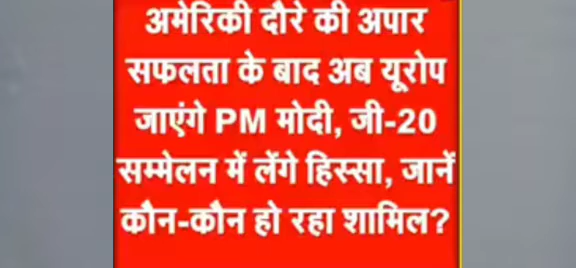 अमेरिकी दौरे की अपार
सफलता के बाद अब यूरोप
जाएंगे PM मोदी, जी-20
सम्मेलन में लेंगे हिस्सा, जानें
कौन-कौन हो रहा शामिल?